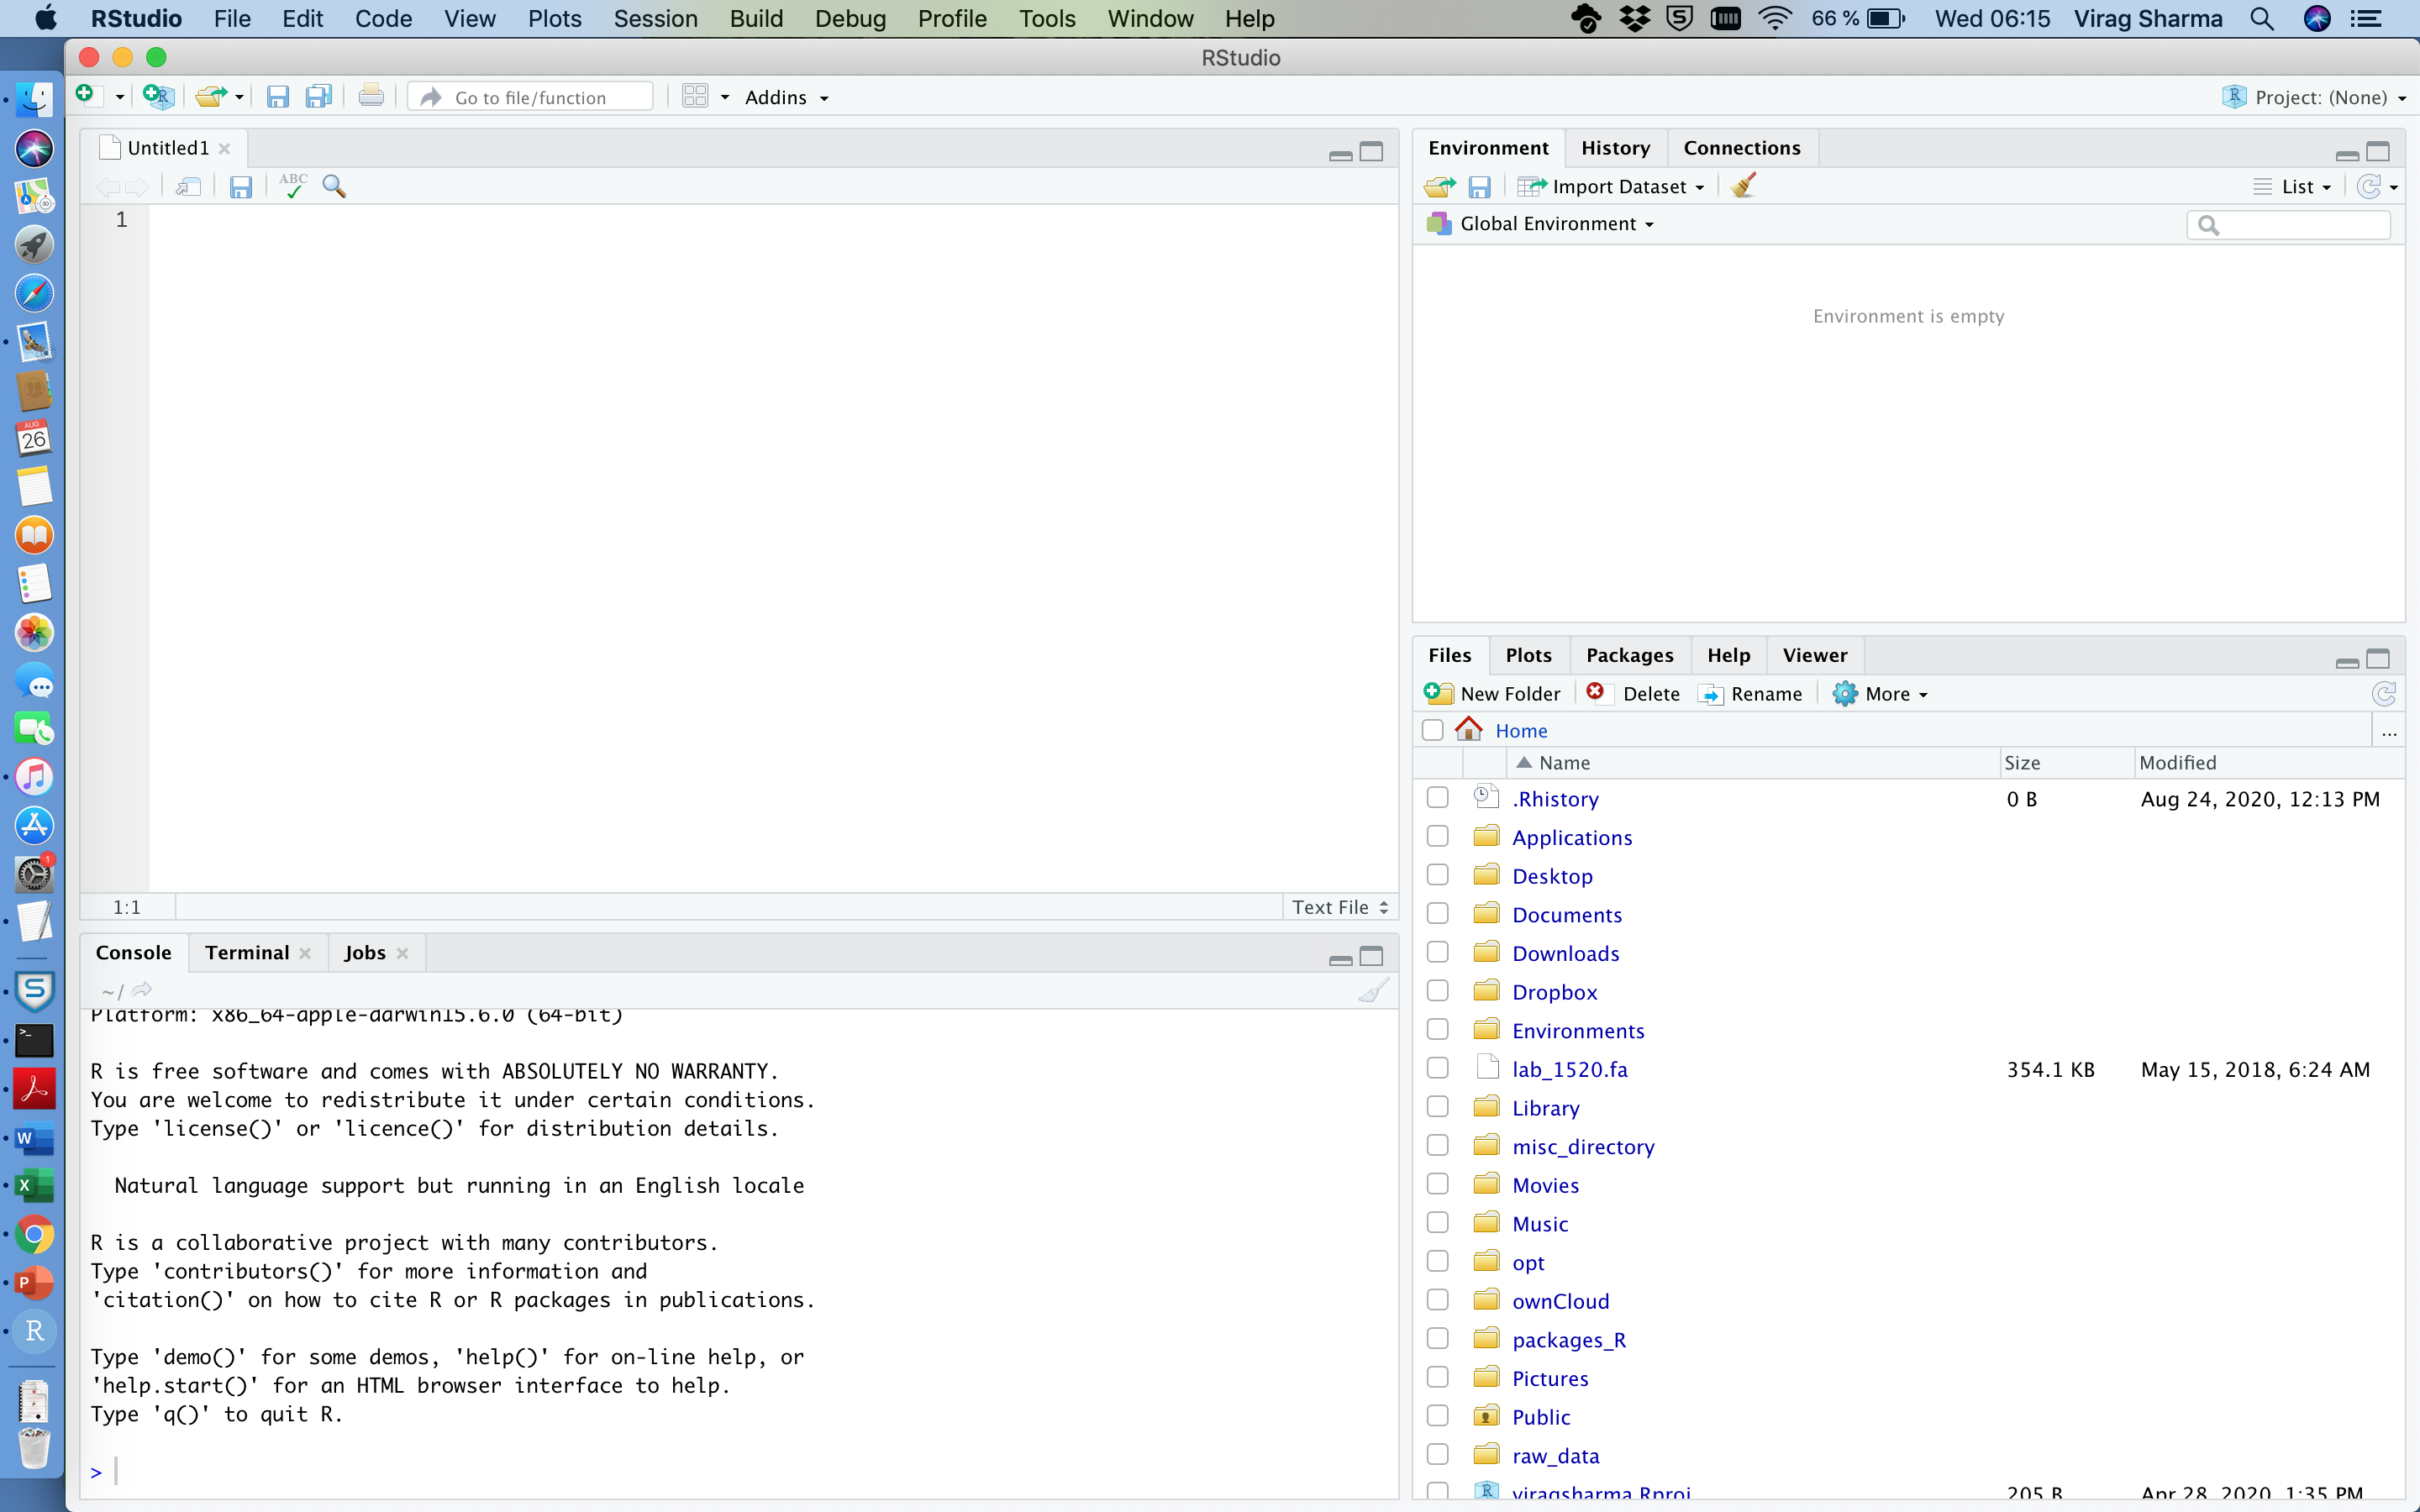 RStudio File Edit Code View Plots Session Build Debug Profile Tools Window Help 66 % Wed 06:15 Virag Sharma
RStudio
Go to file/function Addins Project: (None)
Untitled1
ABC
1
1:1 Text File
Environment History Connections
Import Dataset List
Global Environment
Environment is empty
Console Terminal Jobs
~/
Platform: x86_64-apple-darwin15.6.0 (64-bit)
R is free software and comes with ABSOLUTELY NO WARRANTY.
You are welcome to redistribute it under certain conditions.
Type 'license()' or 'licence()' for distribution details.
Natural language support but running in an English locale
R is a collaborative project with many contributors.
Type 'contributors()' for more information and
'citation()' on how to cite R or R packages in publications.
Type 'demo()' for some demos, 'help()' for on-line help, or
'help.start()' for an HTML browser interface to help.
Type 'q()' to quit R.
>
Files Plots Packages Help Viewer
New Folder Delete Rename More
Home ...
Name Size Modified
.Rhistory 0 B Aug 24, 2020, 12:13 PM
Applications
Desktop
Documents
Downloads
Dropbox
Environments
lab_1520.fa 354.1 KB May 15, 2018, 6:24 AM
Library
misc_directory
Movies
Music
opt
ownCloud
packages_R
Pictures
Public
raw_data
viragsharma.Rproj 205 B Apr 28, 2020, 1:35 PM
AUG
26
1
S
>_
W
X
P
R